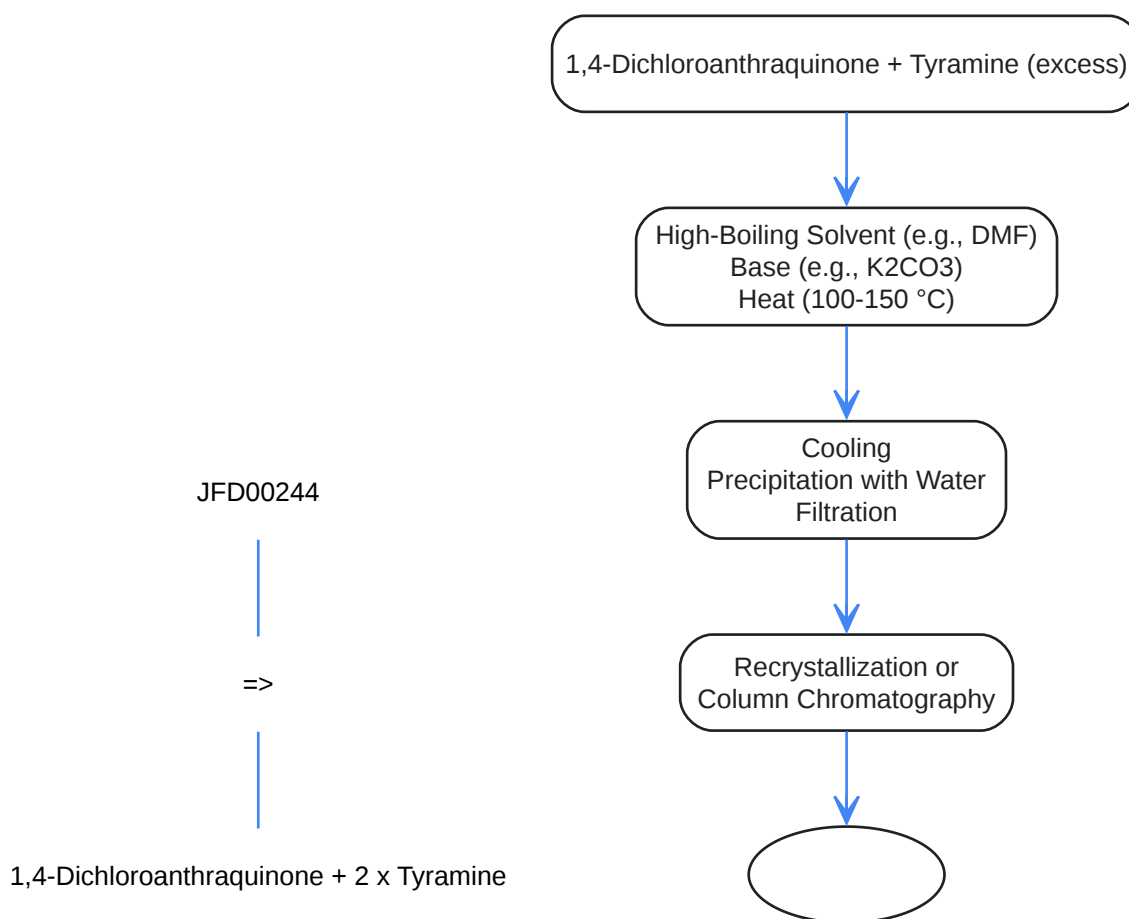 1,4-Dichloroanthraquinone + Tyramine (excess)
High-Boiling Solvent (e.g., DMF)
Base (e.g., K2CO3)
Heat (100-150 °C)
Cooling
Precipitation with Water
Filtration
JFD00244
=>
Recrystallization or
Column Chromatography
1,4-Dichloroanthraquinone + 2 x Tyramine